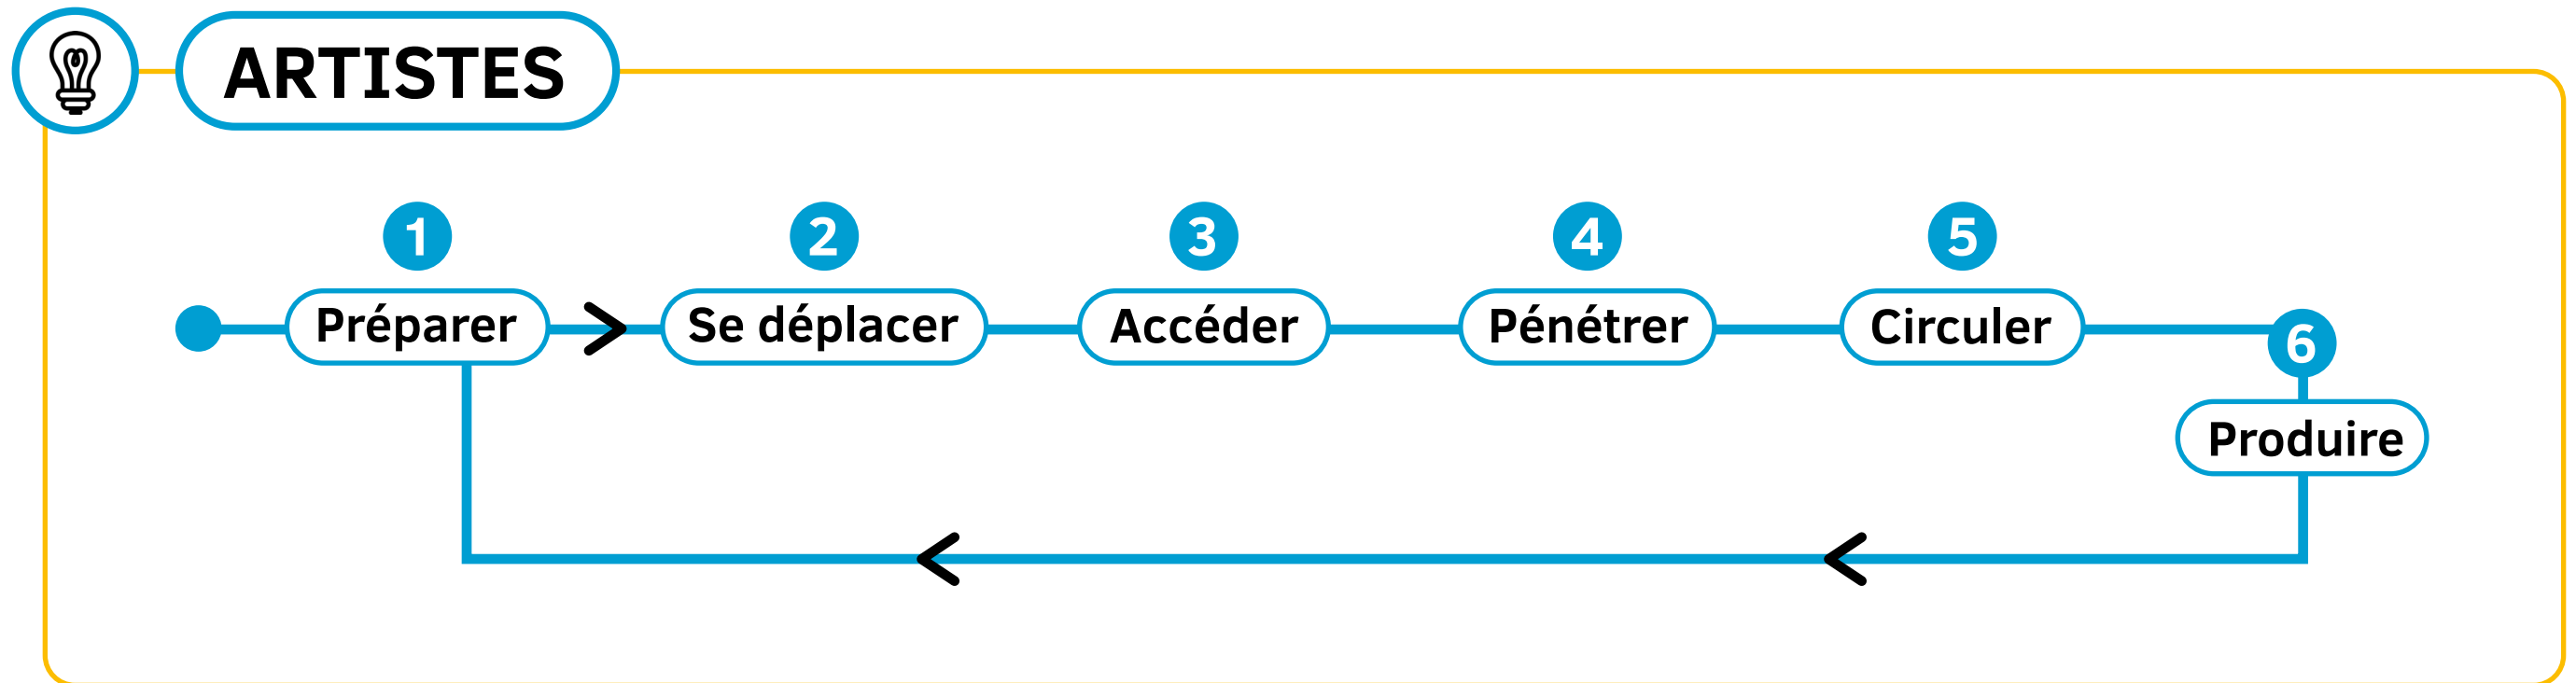 ARTISTES
1
Préparer
2
Se déplacer
3
Accéder
4
Pénétrer
5
Circuler
6
Produire